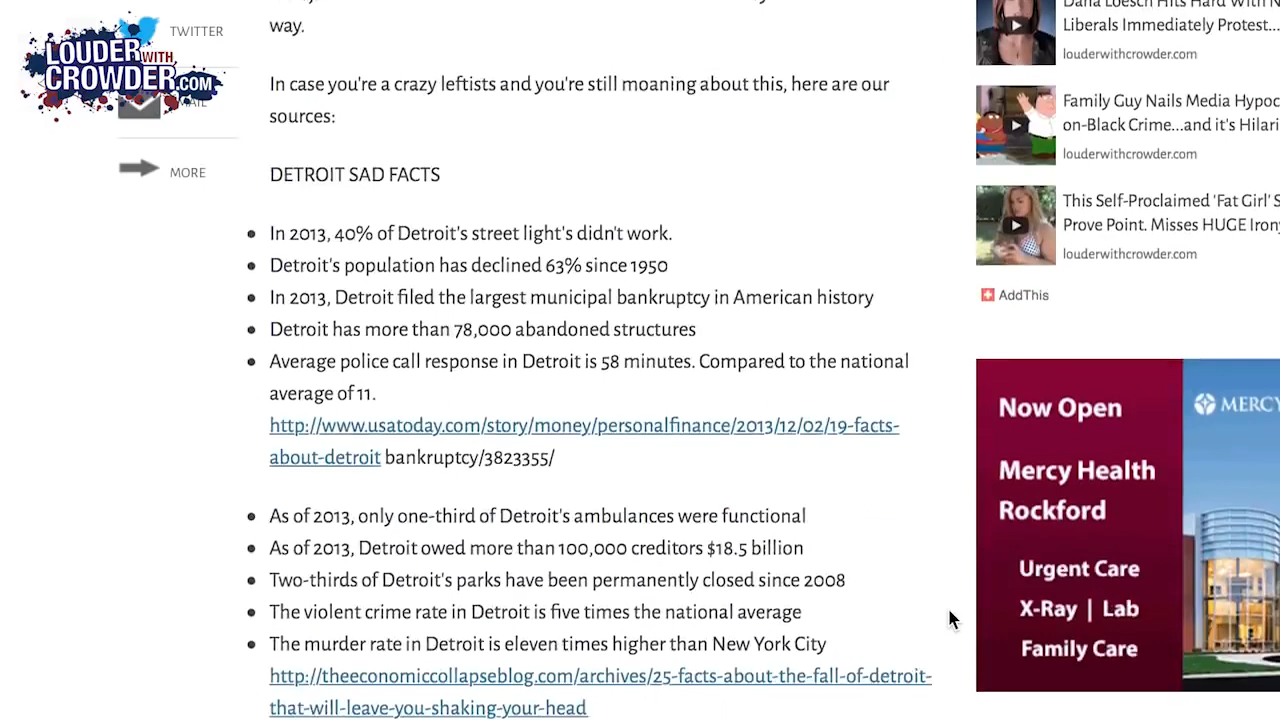 way.
LOUDER WITH
CROWDER.COM
TWITTER
MORE
In case you're a crazy leftists and you're still moaning about this, here are our
sources:
DETROIT SAD FACTS
In 2013, 40% of Detroit's street light's didn't work.
Detroit's population has declined 63% since 1950
In 2013, Detroit filed the largest municipal bankruptcy in American history
Detroit has more than 78,000 abandoned structures
Average police call response in Detroit is 58 minutes. Compared to the national
average of 11.
http://www.usatoday.com/story/money/personalfinance/2013/12/02/19-facts-
about-detroit bankruptcy/3823355/
As of 2013, only one-third of Detroit's ambulances were functional
As of 2013, Detroit owed more than 100,000 creditors $18.5 billion
Two-thirds of Detroit's parks have been permanently closed since 2008
The violent crime rate in Detroit is five times the national average
The murder rate in Detroit is eleven times higher than New York City
http://theeconomiccollapseblog.com/archives/25-facts-about-the-fall-of-detroit-
that-will-leave-you-shaking-your-head
Dana Loesch Hits Hard With N
Liberals Immediately Protest...
louderwithcrowder.com
Family Guy Nails Media Hypoc
on-Black Crime...and it's Hilari
louderwithcrowder.com
This Self-Proclaimed 'Fat Girl' S
Prove Point. Misses HUGE Irony
louderwithcrowder.com
AddThis
Now Open
Mercy Health
Rockford
Urgent Care
X-Ray | Lab
Family Care
MERCY